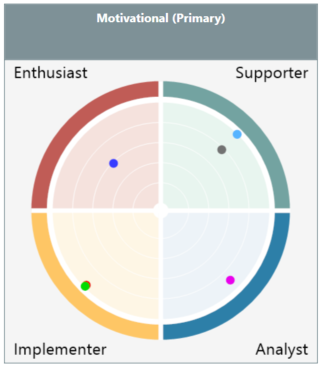 Motivational (Primary)
Enthusiast Supporter
Implementer Analyst